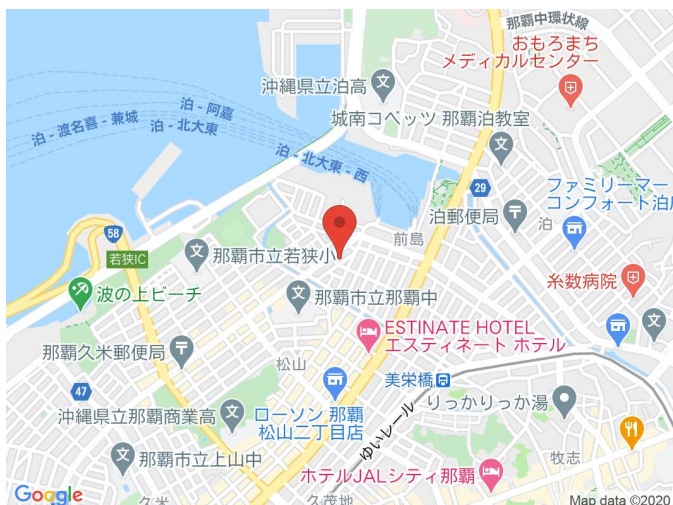 那覇中環状線
おもろまち
メディカルセンター
沖縄県立泊高
城南コベッツ 那覇泊教室
泊 - 阿嘉
泊 - 渡名喜 - 兼城
泊 - 北大東
泊 - 北大東 - 西
29
ファミリーマー
コンフォート泊店
泊郵便局
泊
58
前島
若狭IC
那覇市立若狭小
糸数病院
波の上ビーチ
那覇市立那覇中
ESTINATE HOTEL
エスティネート ホテル
那覇久米郵便局
松山
美栄橋
47
ローソン 那覇
松山二丁目店
りっかりっか湯
沖縄県立那覇商業高
ゆいレール
牧志
那覇市立上山中
ホテルJALシティ那覇
Google
久米
久茂地
Map data ©2020